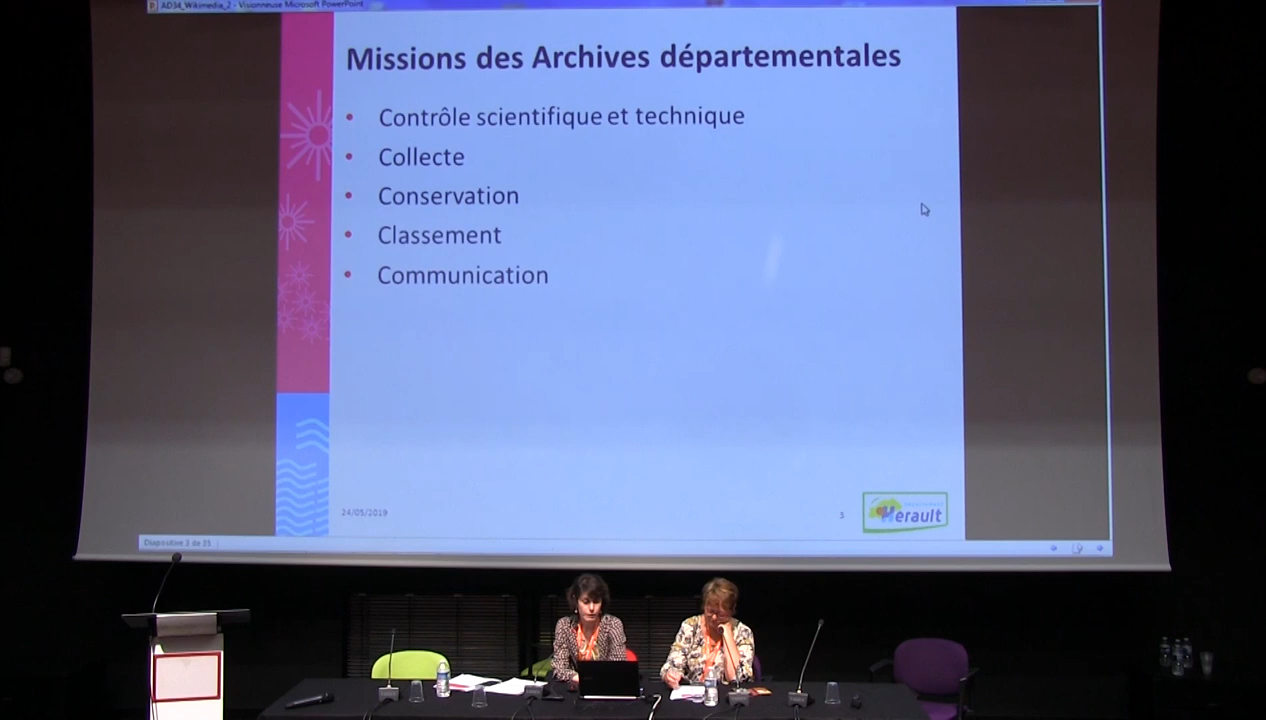 AD34_Wikimedia_2 - Visionneuse Microsoft PowerPoint
Missions des Archives départementales
• Contrôle scientifique et technique
• Collecte
• Conservation
• Classement
• Communication
24/05/2019
3
Hérault
Diapositive 3 de 35